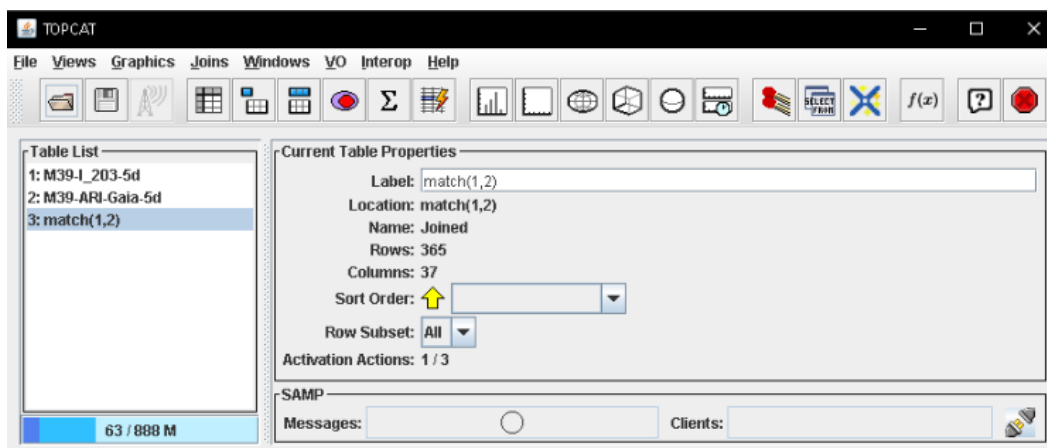 TOPCAT
File Views Graphics Joins Windows VO Interop Help
Σ SELECT FROM f(x) ?
Table List
1: M39-I_203-5d
2: M39-ARI-Gaia-5d
3: match(1,2)
63 / 888 M
Current Table Properties
Label: match(1,2)
Location: match(1,2)
Name: Joined
Rows: 365
Columns: 37
Sort Order:
Row Subset: All
Activation Actions: 1 / 3
SAMP
Messages: Clients: